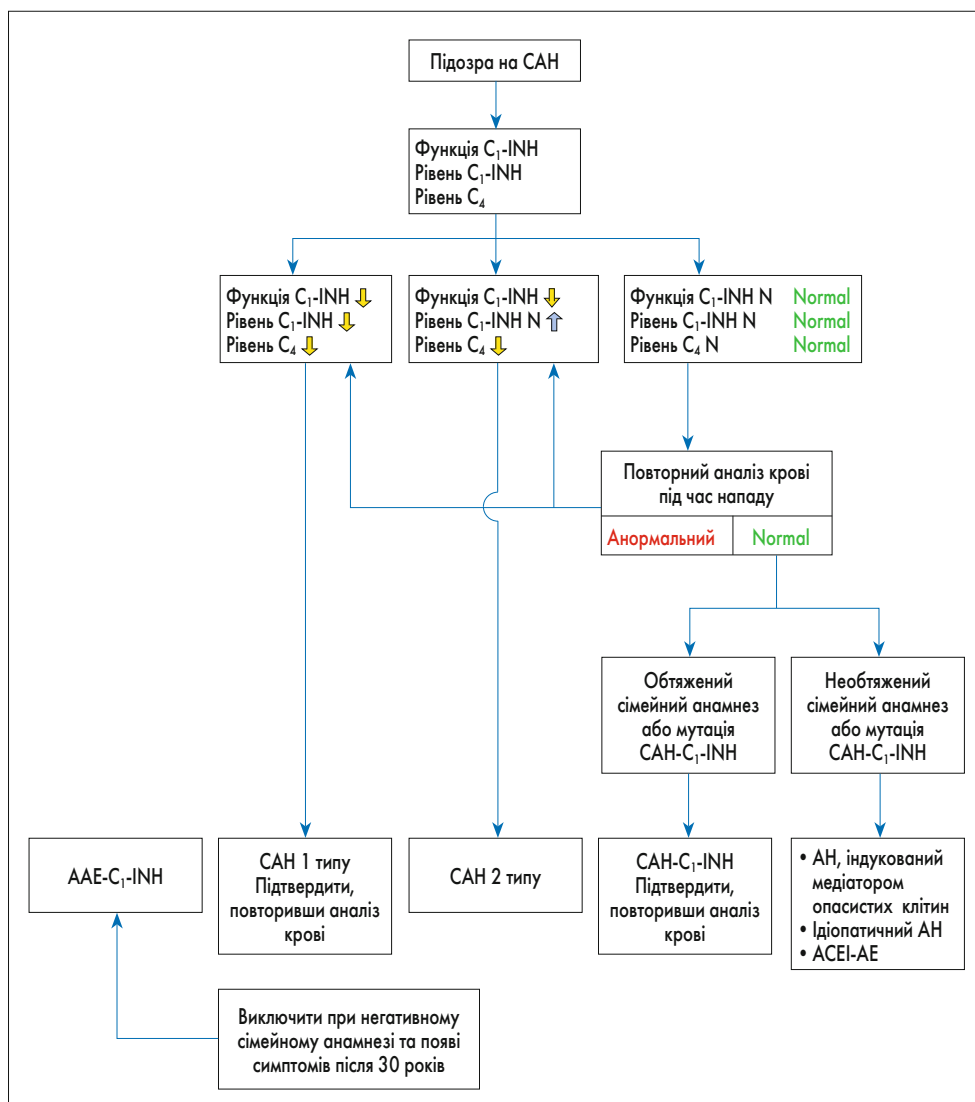 Підозра на САН
Функція C₁-INH
Рівень C₁-INH
Рівень C₄
Функція C₁-INH
Рівень C₁-INH
Рівень C₄
Функція C₁-INH
Рівень C₁-INH N
Рівень C₄
Функція C₁-INH N Normal
Рівень C₁-INH N Normal
Рівень C₄ N Normal
Повторний аналіз крові
під час нападу
Анормальний Normal
Обтяжений
сімейний анамнез
або мутація
САН-C₁-INH
Необтяжений
сімейний анамнез
або мутація
САН-C₁-INH
AAE-C₁-INH
САН 1 типу
Підтвердити,
повторивши аналіз
крові
САН 2 типу
САН-C₁-INH
Підтвердити,
повторивши аналіз
крові
• АН, індукований
медіатором
опасистих клітин
• Ідіопатичний АН
• ACEI-AE
Виключити при негативному
сімейному анамнезі та появі
симптомів після 30 років